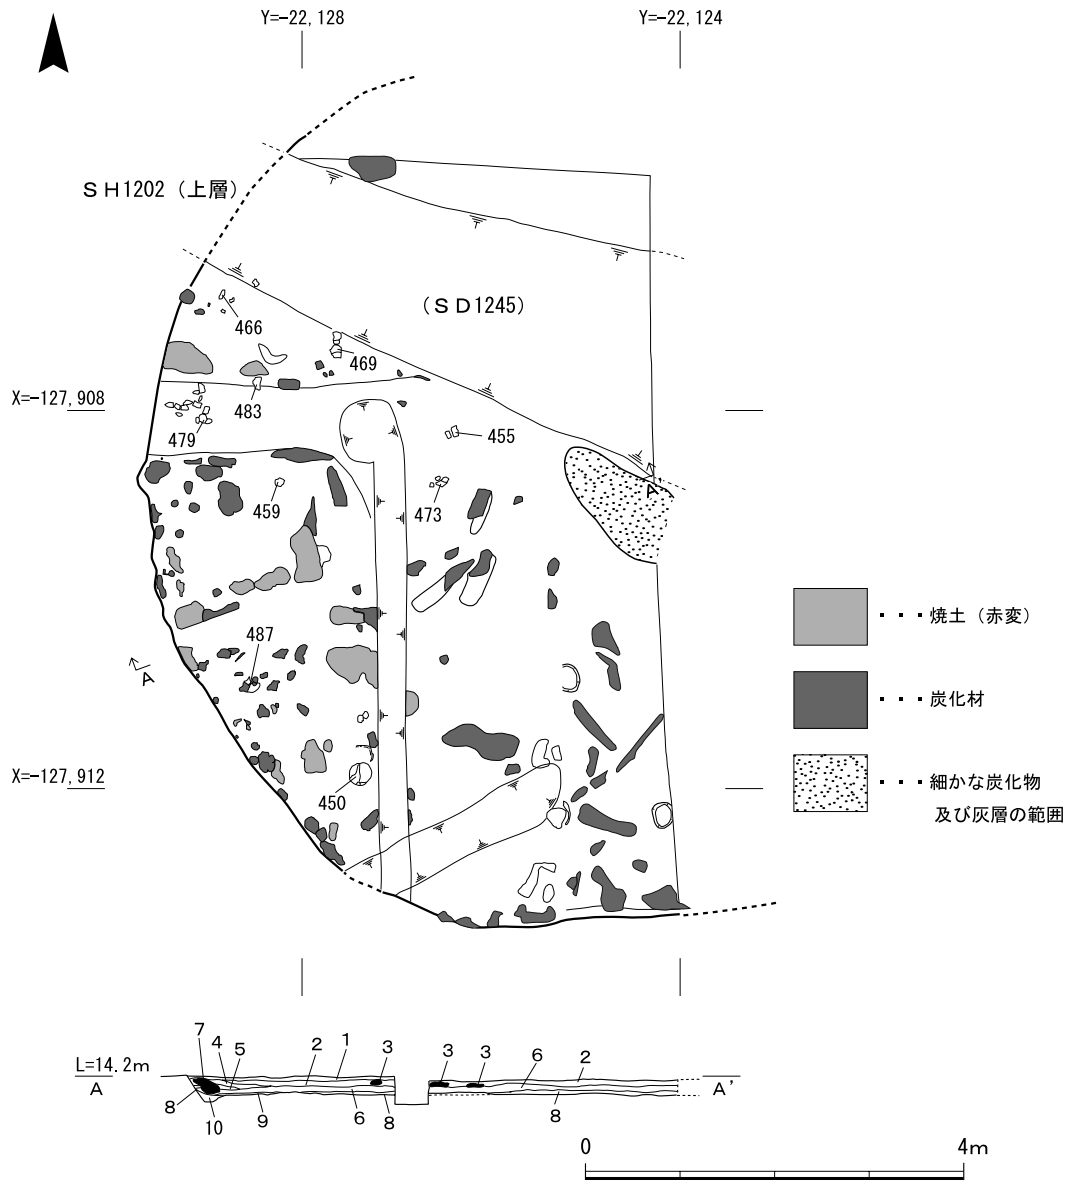 Y=-22,128
Y=-22,124
ＳＨ1202（上層）
（ＳＤ1245）
466
469
X=-127,908
483
479
455
459
473
A'
487
A
焼土（赤変）
炭化材
X=-127,912
細かな炭化物
及び灰層の範囲
450
7
4
5
2
1
3
3
3
6
2
L=14.2m
A
A'
8
10
9
6
8
8
0
4m